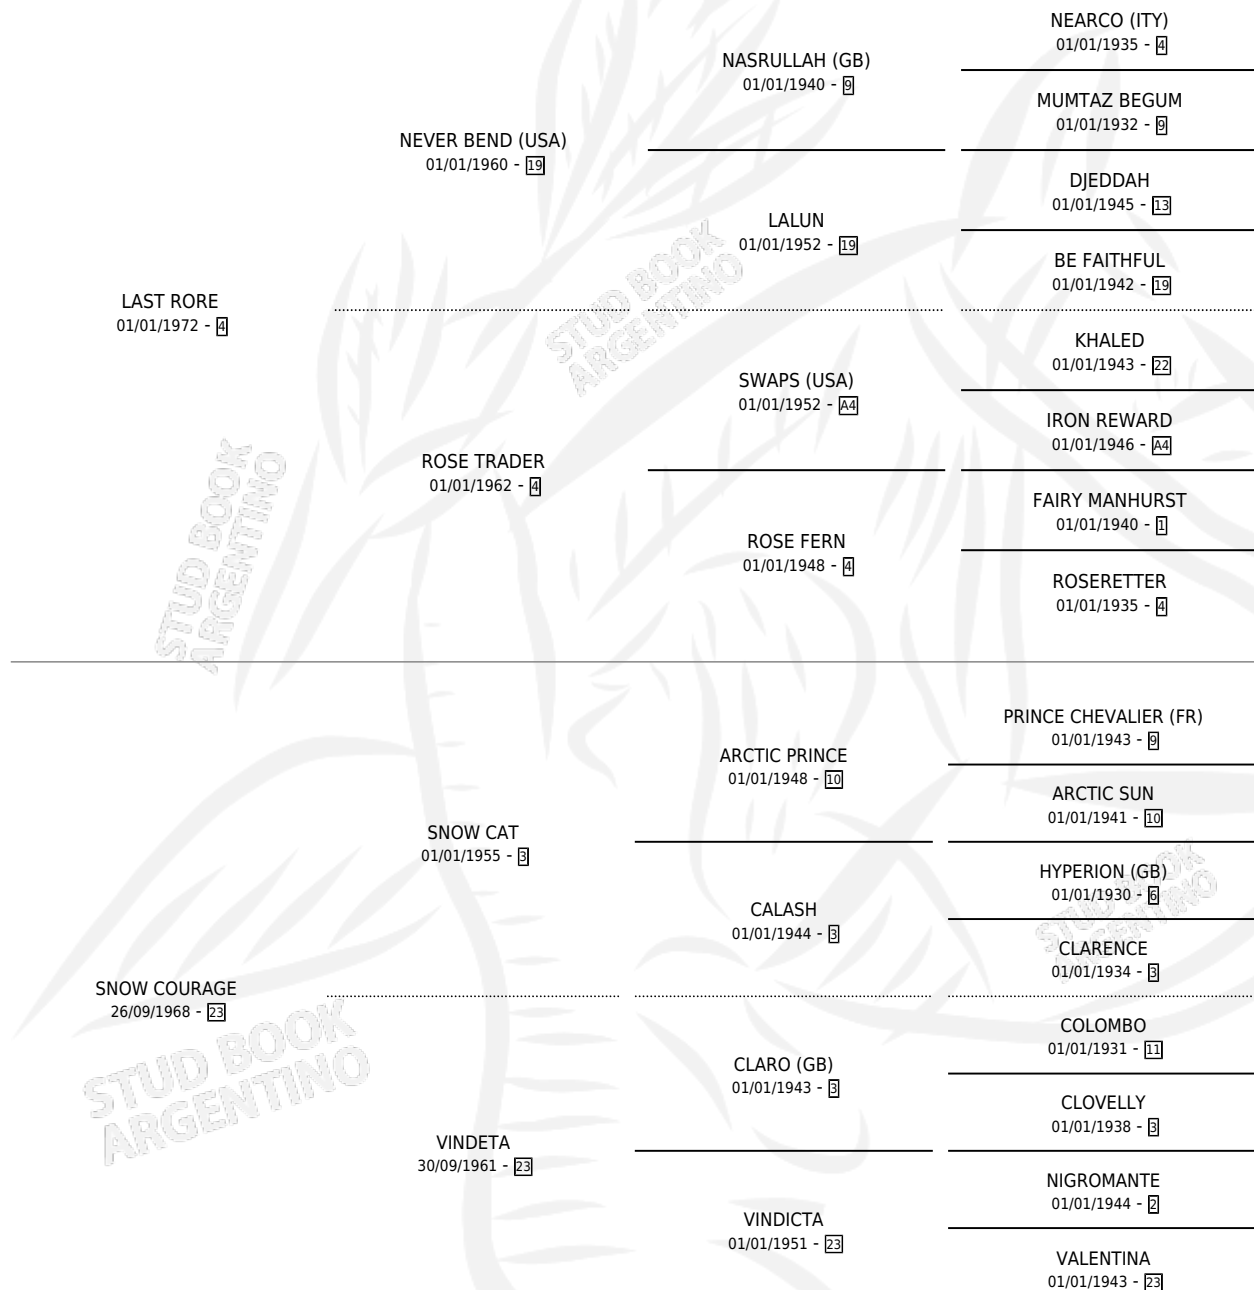 NEARCO (ITY)
01/01/1935 - 4
NASRULLAH (GB)
01/01/1940 - 9
MUMTAZ BEGUM
01/01/1932 - 9
NEVER BEND (USA)
01/01/1960 - 19
DJEDDAH
01/01/1945 - 13
LALUN
01/01/1952 - 19
BE FAITHFUL
01/01/1942 - 19
LAST RORE
01/01/1972 - 4
KHALED
01/01/1943 - 22
SWAPS (USA)
01/01/1952 - A4
IRON REWARD
01/01/1946 - A4
ROSE TRADER
01/01/1962 - 4
FAIRY MANHURST
01/01/1940 - 1
ROSE FERN
01/01/1948 - 4
ROSERETTER
01/01/1935 - 4
PRINCE CHEVALIER (FR)
01/01/1943 - 9
ARCTIC PRINCE
01/01/1948 - 10
ARCTIC SUN
01/01/1941 - 10
SNOW CAT
01/01/1955 - 3
HYPERION (GB)
01/01/1930 - 6
CALASH
01/01/1944 - 3
CLARENCE
01/01/1934 - 3
SNOW COURAGE
26/09/1968 - 23
COLOMBO
01/01/1931 - 11
CLARO (GB)
01/01/1943 - 3
CLOVELLY
01/01/1938 - 3
VINDETA
30/09/1961 - 23
NIGROMANTE
01/01/1944 - 2
VINDICTA
01/01/1951 - 23
VALENTINA
01/01/1943 - 23
STUD BOOK
ARGENTINO
STUD BOOK
ARGENTINO
STUD BOOK
ARGENTINO
STUD BOOK
ARGENTINO